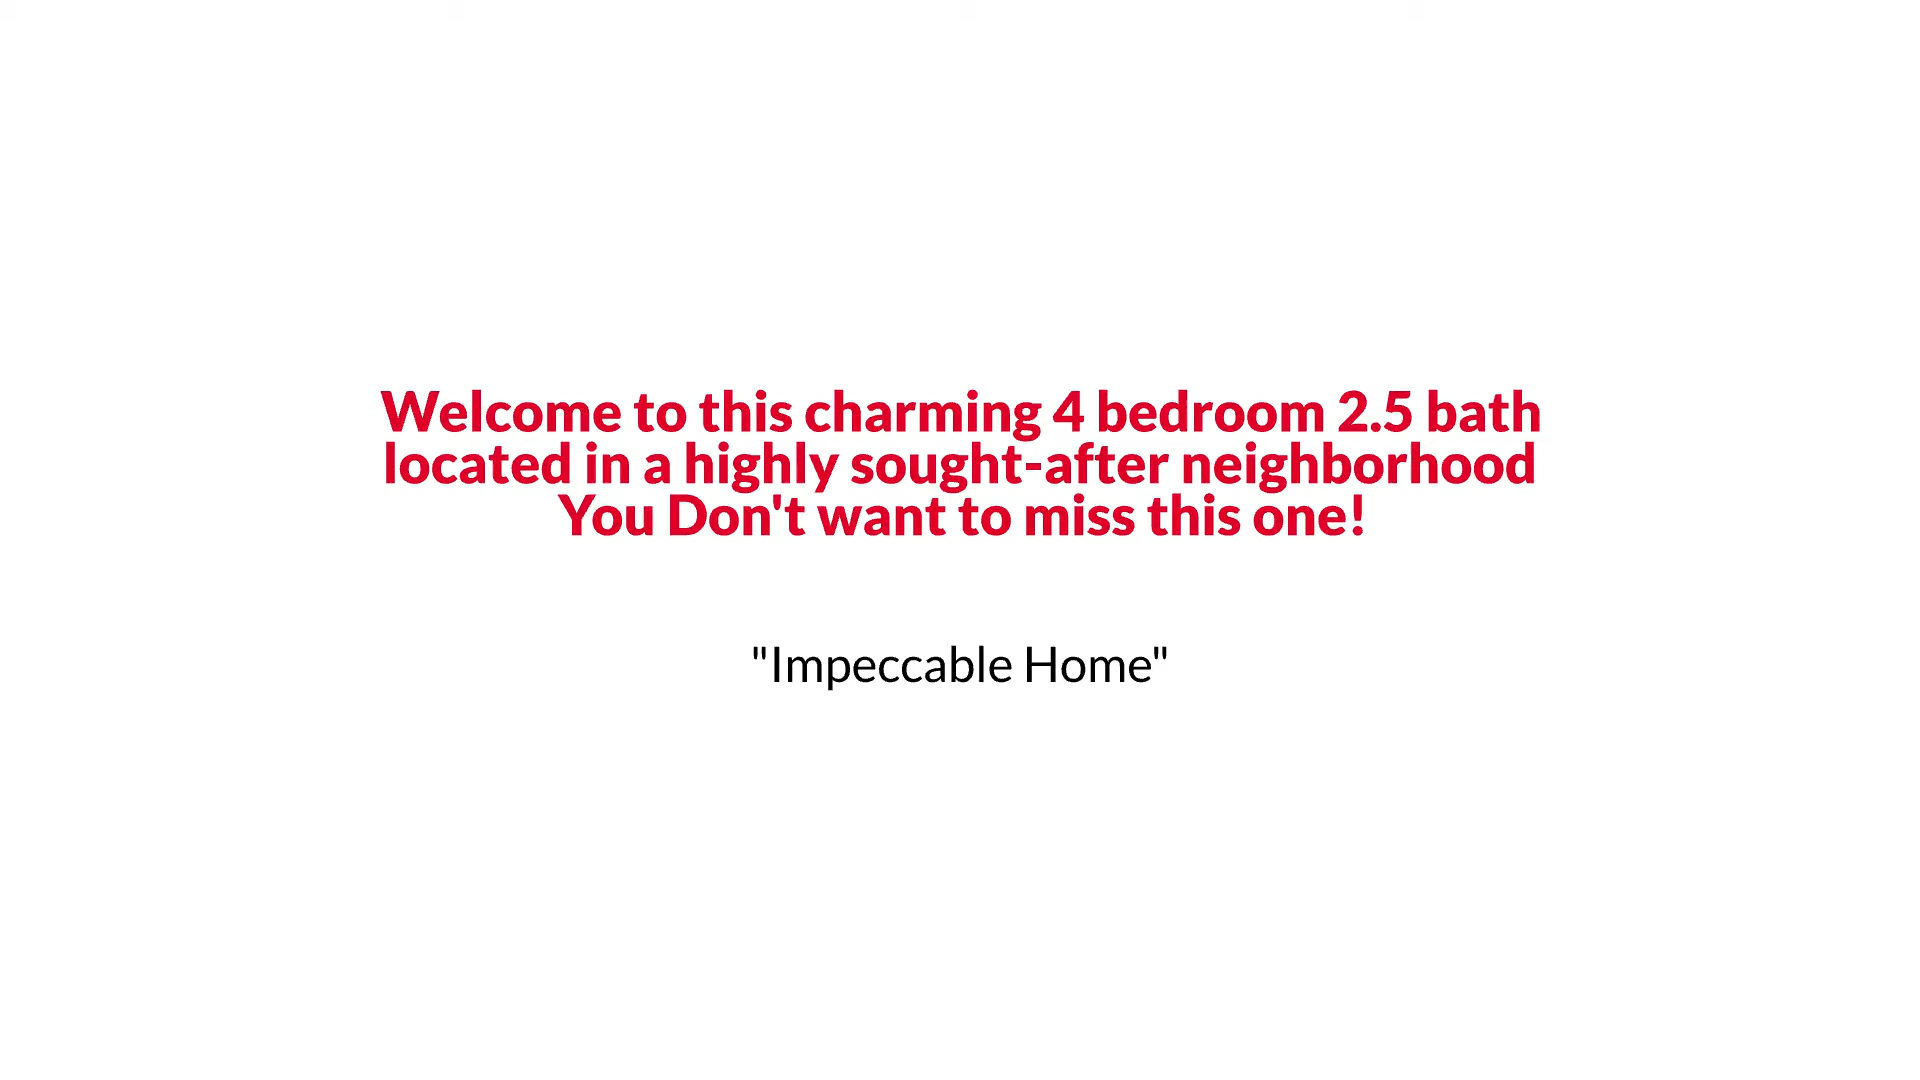 Welcome to this charming 4 bedroom 2.5 bath
located in a highly sought-after neighborhood
You Don't want to miss this one!
"Impeccable Home"